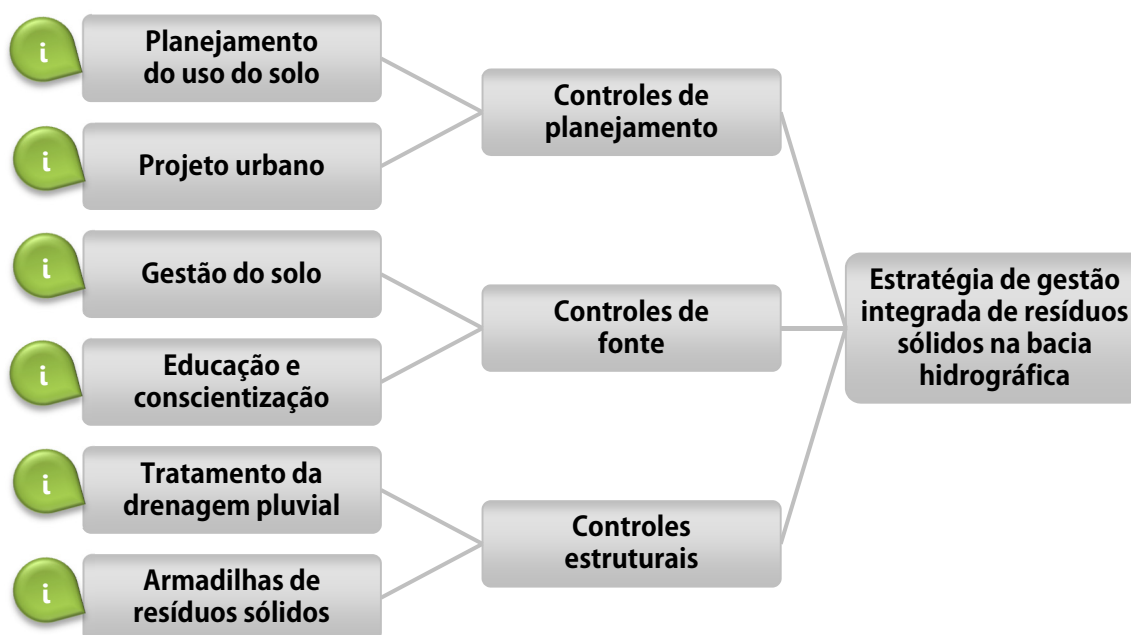 i
Planejamento
do uso do solo
i
Projeto urbano
Controles de
planejamento
i
Gestão do solo
i
Educação e
conscientização
Controles de
fonte
i
Tratamento da
drenagem pluvial
i
Armadilhas de
resíduos sólidos
Controles
estruturais
Estratégia de gestão
integrada de resíduos
sólidos na bacia
hidrográfica